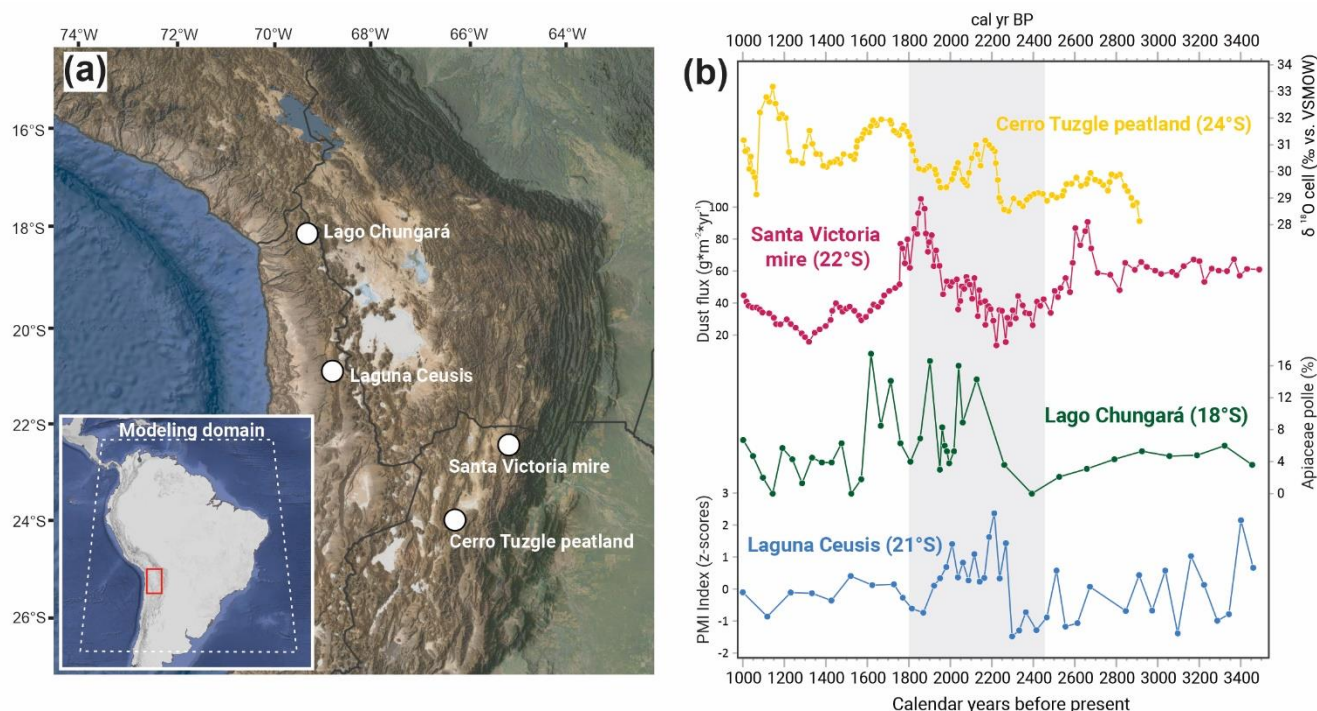 (a)
74°W 72°W 70°W 68°W 66°W 64°W
16°S
18°S
20°S
22°S
24°S
26°S
Lago Chungará
Laguna Ceusis
Santa Victoria mire
Cerro Tuzgle peatland
Modeling domain
(b)
cal yr BP
1000 1200 1400 1600 1800 2000 2200 2400 2600 2800 3000 3200 3400
34
33
32
31
30
29
28
δ ¹⁸O cell (‰ vs. VSMOW)
Cerro Tuzgle peatland (24°S)
100
80
60
40
20
Dust flux (g*m⁻²*yr¹)
Santa Victoria
mire (22°S)
16
12
8
4
0
Apiaceae polle (%)
Lago Chungará (18°S)
3
2
1
0
-1
-2
PMI Index (z-scores)
Laguna Ceusis (21°S)
1000 1200 1400 1600 1800 2000 2200 2400 2600 2800 3000 3200 3400
Calendar years before present